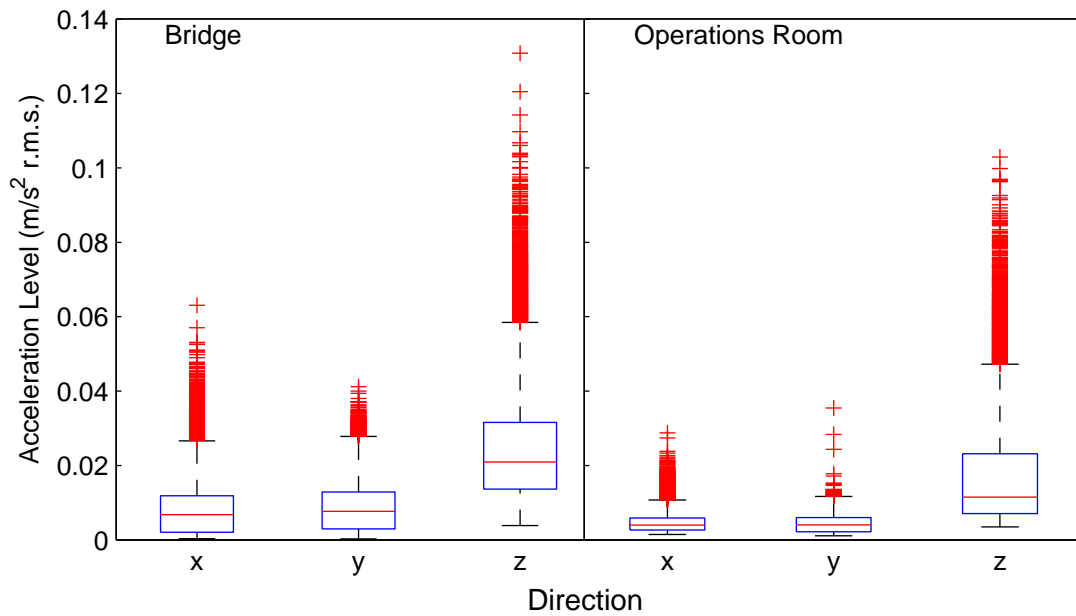 Bridge
Operations Room
0.14
0.12
0.1
0.08
0.06
0.04
0.02
0
Acceleration Level (m/s² r.m.s.)
x y z x y z
Direction